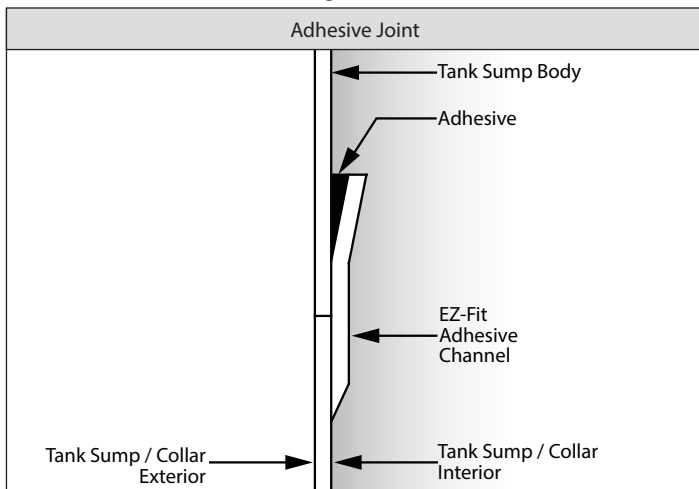 Adhesive Joint
Tank Sump Body
Adhesive
EZ-Fit
Adhesive
Channel
Tank Sump / Collar
Exterior
Tank Sump / Collar
Interior